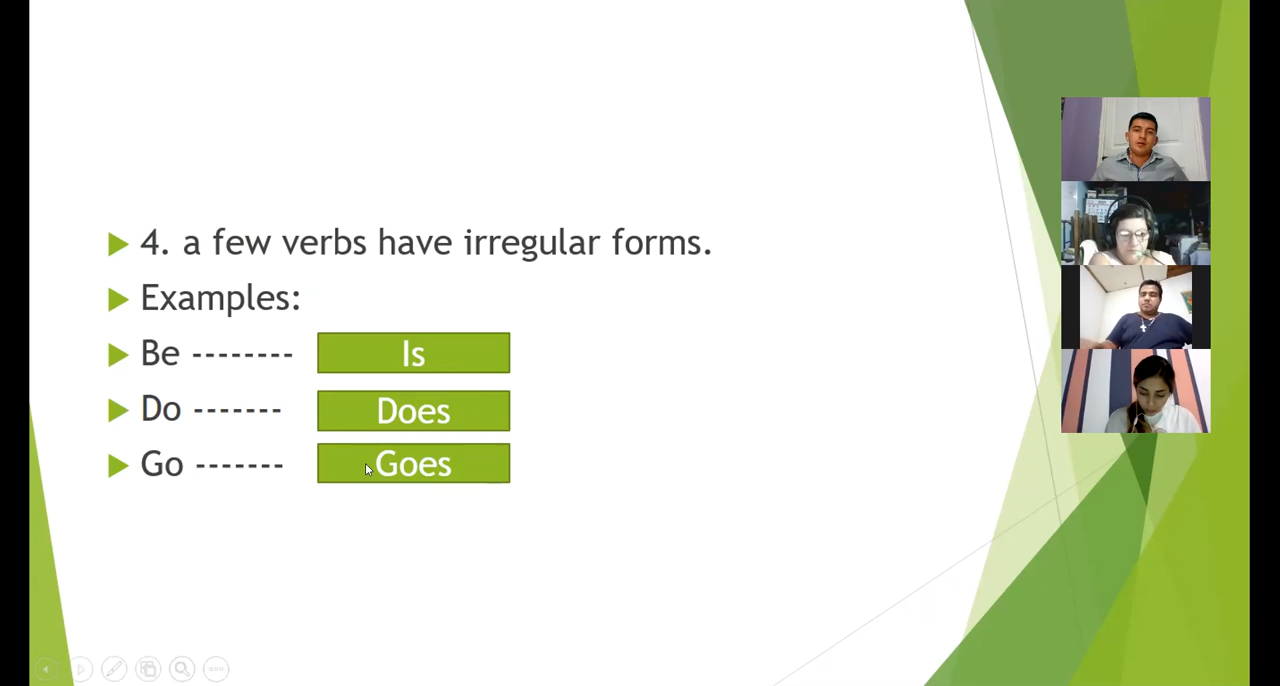 4. a few verbs have irregular forms.
Examples:
Be -------- Is
Do ------- Does
Go ------- Goes